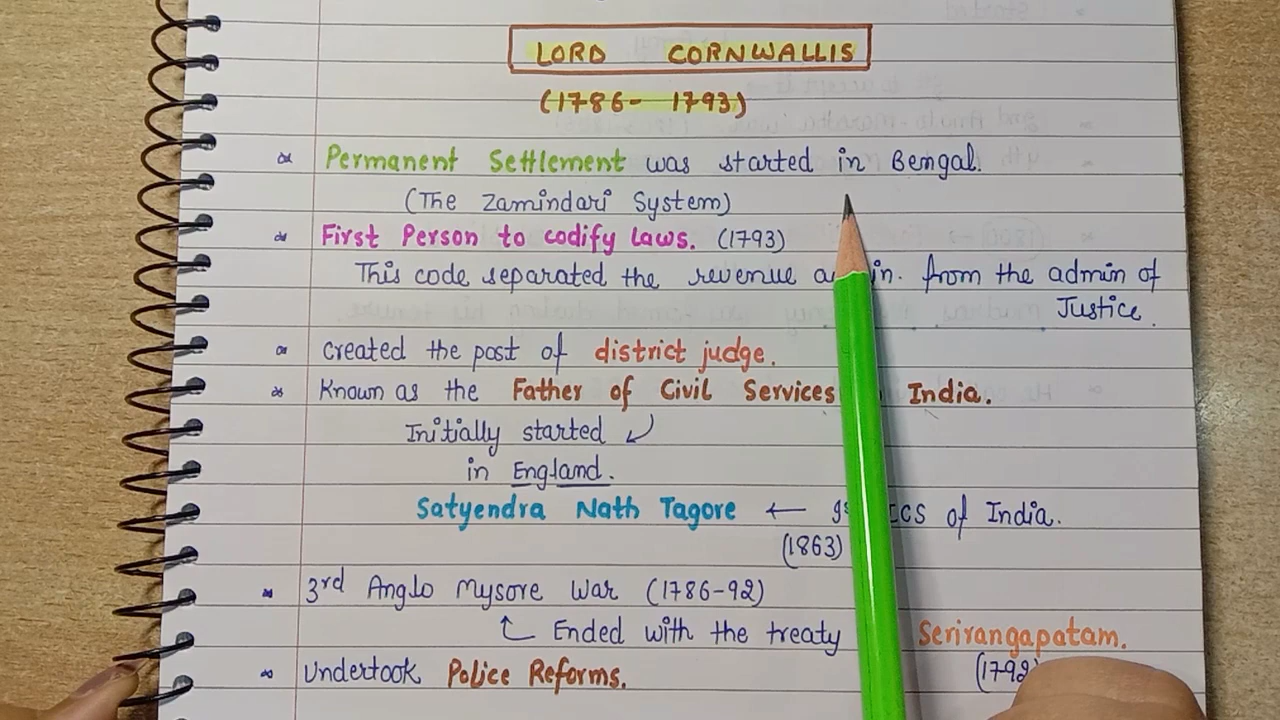 LORD CORNWALLIS
(1786- 1793)
Permanent Settlement was started in Bengal.
(The Zamindari System)
First Person to codify laws. (1793)
This code separated the revenue from the admin of
Justice.
created the post of district judge.
Known as the Father of Civil Services India.
Initially started
in England.
Satyendra Nath Tagore ← ICS of India.
(1863)
3rd Anglo Mysore War (1786-92)
Ended with the treaty Serirangapatam.
(1792)
Undertook Police Reforms.